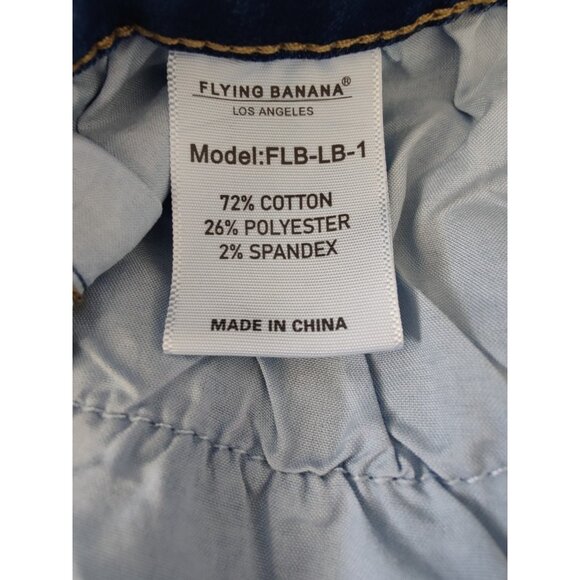 FLYING BANANA®
LOS ANGELES
Model:FLB-LB-1
72% COTTON
26% POLYESTER
2% SPANDEX
MADE IN CHINA